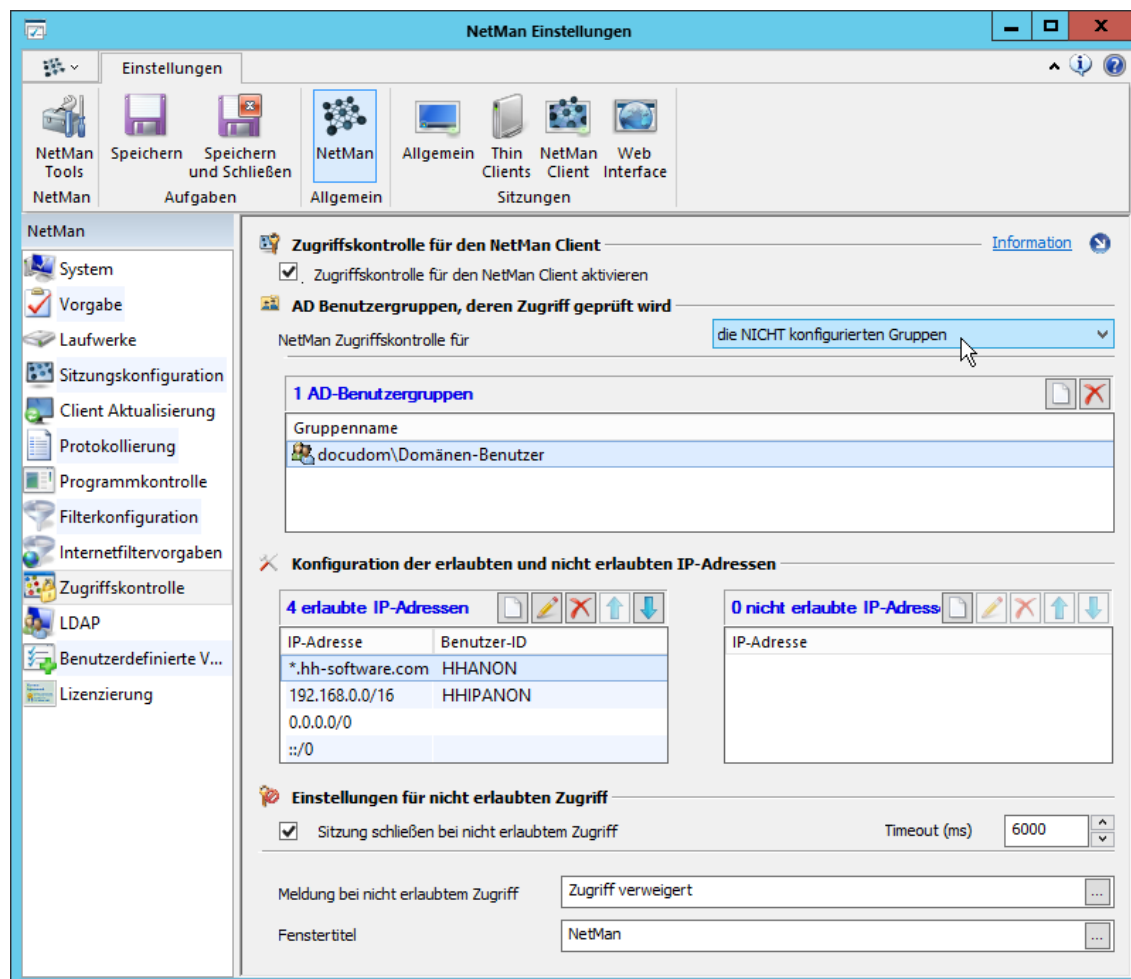 NetMan Einstellungen
Einstellungen
NetMan Tools
Speichern
Speichern und Schließen
NetMan
Allgemein
Thin Clients
NetMan Client
Web Interface
NetMan
Aufgaben
Allgemein
Sitzungen
NetMan
System
Vorgabe
Laufwerke
Sitzungskonfiguration
Client Aktualisierung
Protokollierung
Programmkontrolle
Filterkonfiguration
Internetfiltervorgaben
Zugriffskontrolle
LDAP
Benutzerdefinierte V...
Lizenzierung
Zugriffskontrolle für den NetMan Client
Information
Zugriffskontrolle für den NetMan Client aktivieren
AD Benutzergruppen, deren Zugriff geprüft wird
NetMan Zugriffskontrolle für
die NICHT konfigurierten Gruppen
1 AD-Benutzergruppen
Gruppenname
docudom\Domänen-Benutzer
Konfiguration der erlaubten und nicht erlaubten IP-Adressen
4 erlaubte IP-Adressen
IP-Adresse Benutzer-ID
*.hh-software.com HHANON
192.168.0.0/16 HHIPANON
0.0.0.0/0
::/0
0 nicht erlaubte IP-Adress
IP-Adresse
Einstellungen für nicht erlaubten Zugriff
Sitzung schließen bei nicht erlaubtem Zugriff
Timeout (ms) 6000
Meldung bei nicht erlaubtem Zugriff
Zugriff verweigert
...
Fenstertitel
NetMan
...